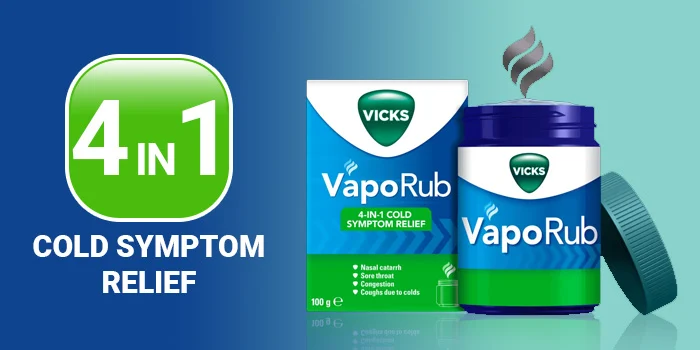 4 IN 1
COLD SYMPTOM
RELIEF
VICKS
VapoRub
4-IN-1 COLD
SYMPTOM RELIEF
Nasal catarrh
Sore throat
Congestion
Coughs due to colds
100 g ℮
VICKS
VapoRub